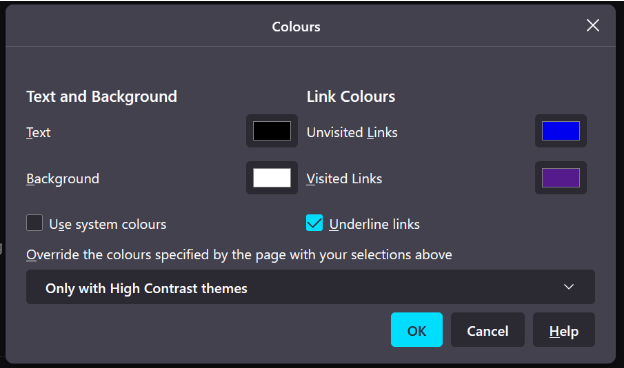 Colours
Text and Background
Link Colours
Text
Unvisited Links
Background
Visited Links
Use system colours
Underline links
Override the colours specified by the page with your selections above
Only with High Contrast themes
OK
Cancel
Help